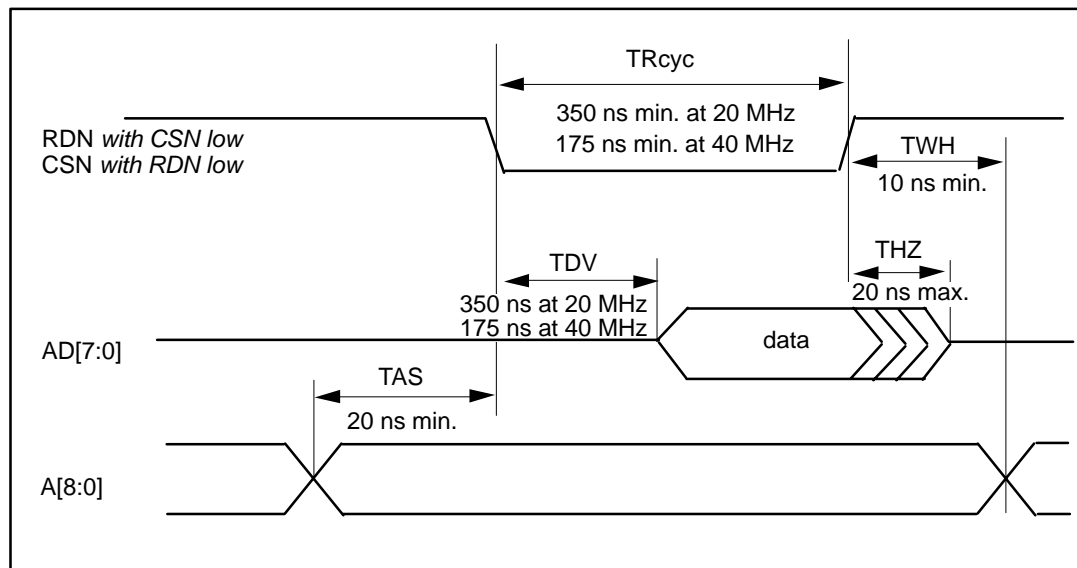 TRcyc
350 ns min. at 20 MHz
175 ns min. at 40 MHz
RDN with CSN low
CSN with RDN low
TWH
10 ns min.
TDV
350 ns at 20 MHz
175 ns at 40 MHz
THZ
20 ns max.
AD[7:0]
data
TAS
20 ns min.
A[8:0]